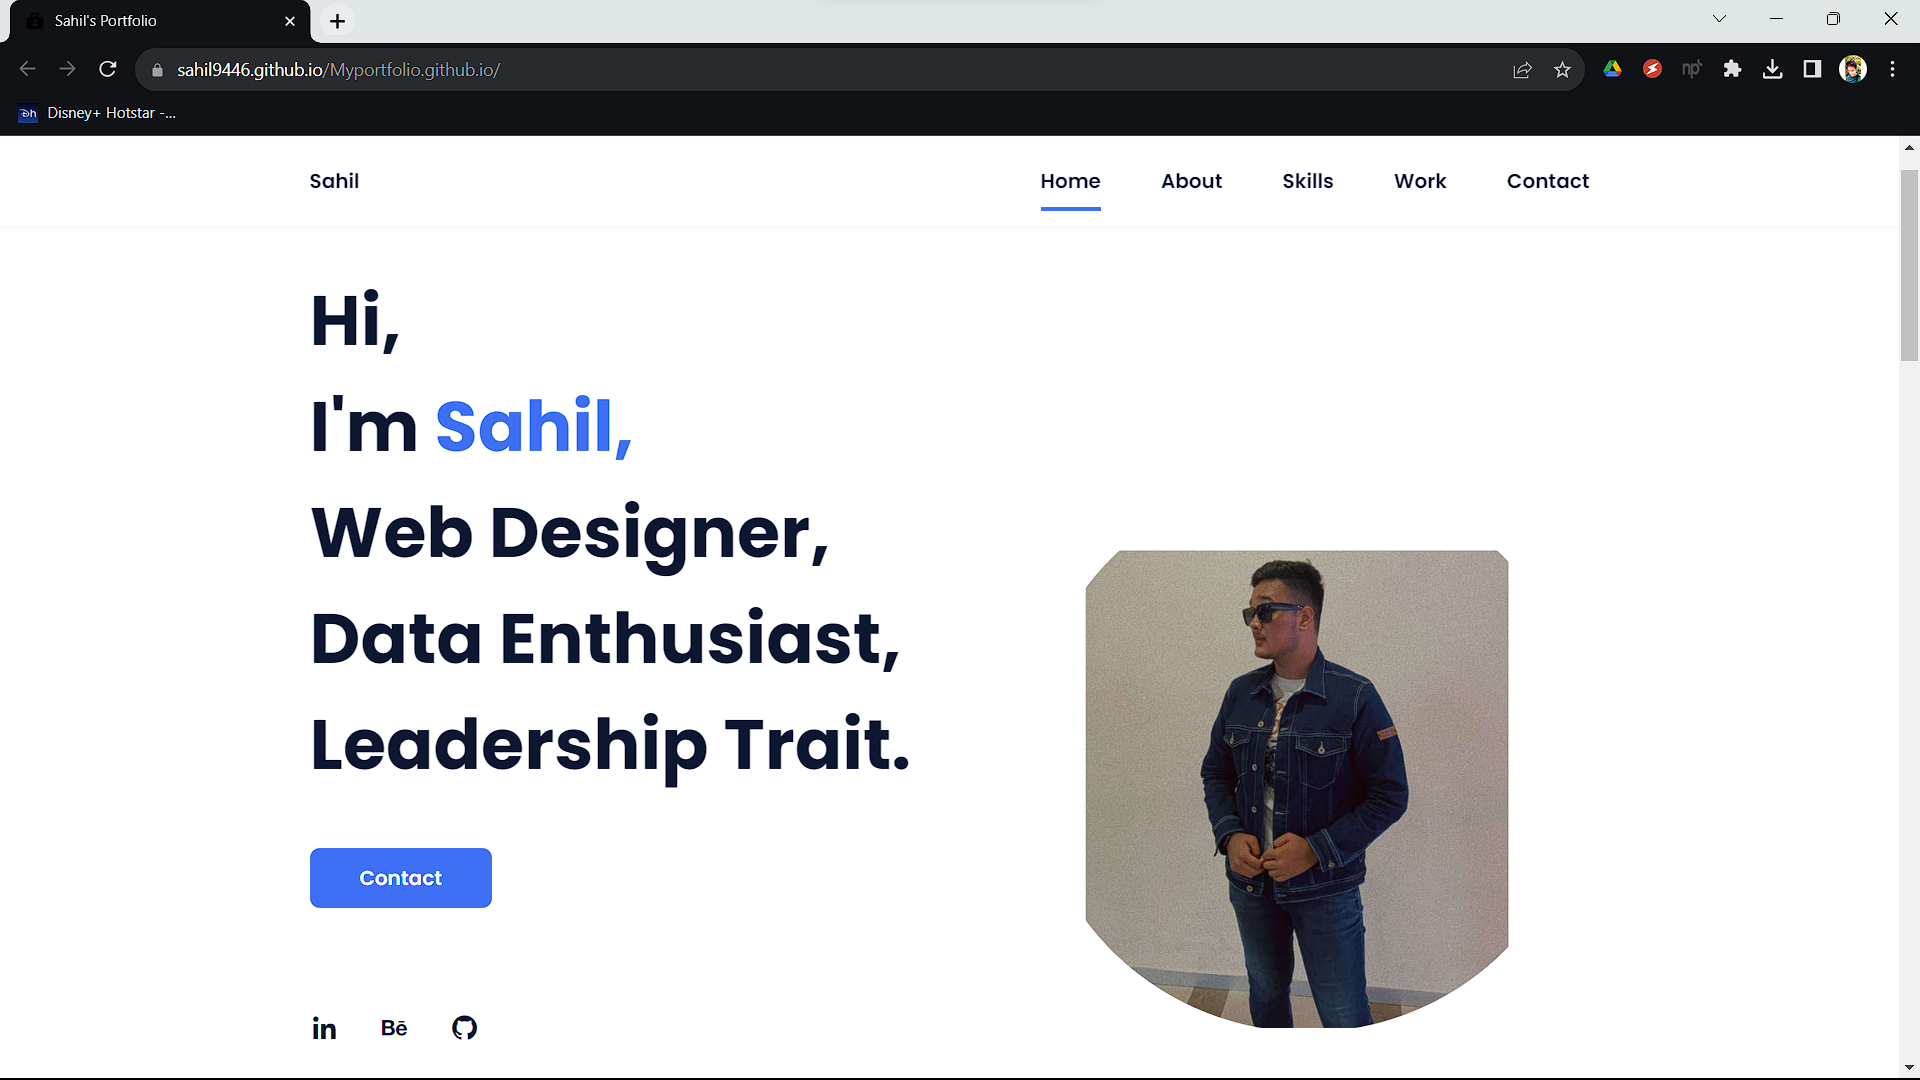 Sahil's Portfolio
sahil9446.github.io/Myportfolio.github.io/
np
Disney+ Hotstar -...
Sahil
Home About Skills Work Contact
Hi,
I'm Sahil,
Web Designer,
Data Enthusiast,
Leadership Trait.
Contact
in Bē